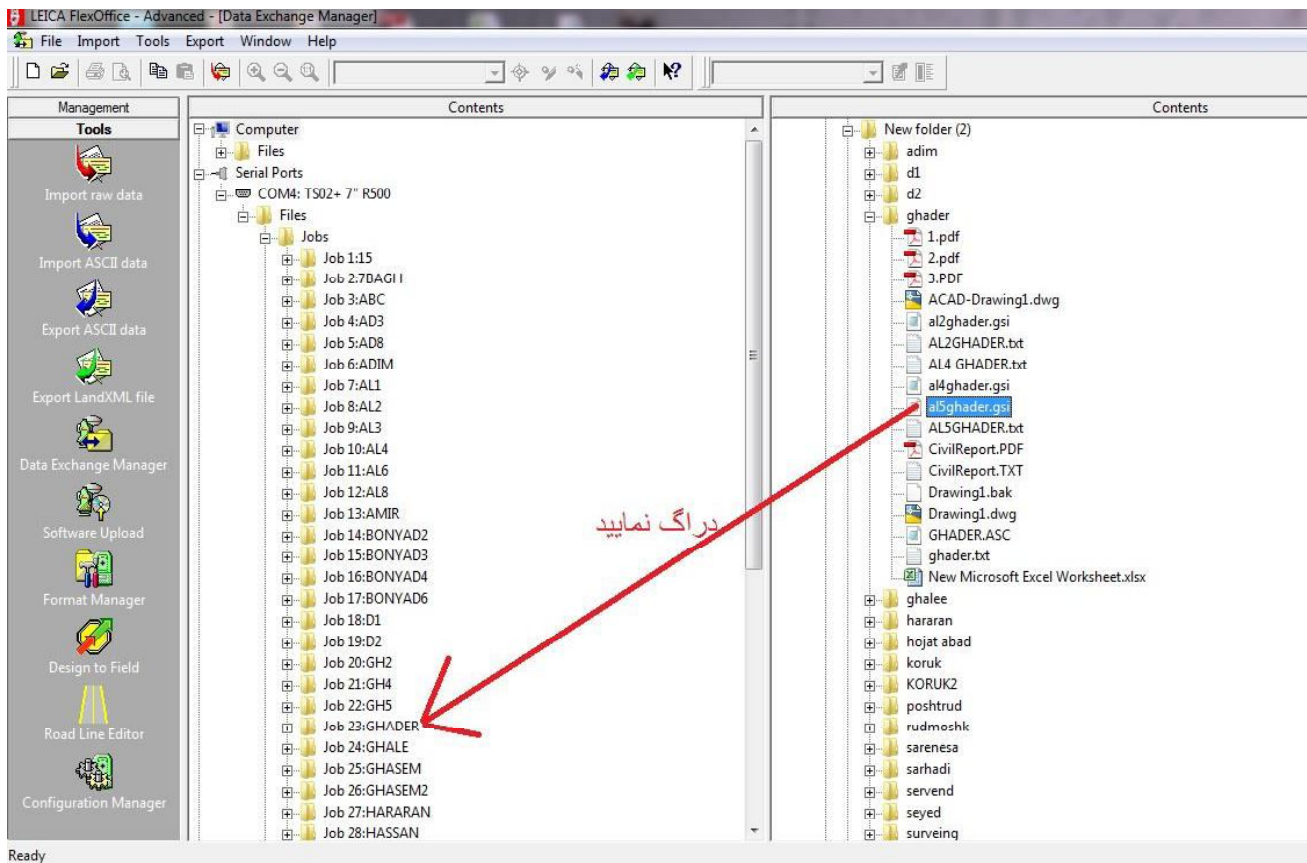 LEICA FlexOffice - Advanced - [Data Exchange Manager]
File Import Tools Export Window Help
Management
Tools
Import raw data
Import ASCII data
Export ASCII data
Export LandXML file
Data Exchange Manager
Software Upload
Format Manager
Design to Field
Road Line Editor
Configuration Manager
Contents
Computer
Files
Serial Ports
COM4: TS02+ 7" R500
Files
Jobs
Job 1:15
Job 2:7BAGH
Job 3:ABC
Job 4:AD3
Job 5:AD8
Job 6:ADIM
Job 7:AL1
Job 8:AL2
Job 9:AL3
Job 10:AL4
Job 11:AL6
Job 12:AL8
Job 13:AMIR
Job 14:BONYAD2
Job 15:BONYAD3
Job 16:BONYAD4
Job 17:BONYAD6
Job 18:D1
Job 19:D2
Job 20:GH2
Job 21:GH4
Job 22:GH5
Job 23:GHADER
Job 24:GHALE
Job 25:GHASEM
Job 26:GHASEM2
Job 27:HARARAN
Job 28:HASSAN
دراگ نمایید
Contents
New folder (2)
adim
d1
d2
ghader
1.pdf
2.pdf
3.PDF
ACAD-Drawing1.dwg
al2ghader.gsi
AL2GHADER.txt
AL4 GHADER.txt
al4ghader.gsi
al5ghader.gsi
AL5GHADER.txt
CivilReport.PDF
CivilReport.TXT
Drawing1.bak
Drawing1.dwg
GHADER.ASC
ghader.txt
New Microsoft Excel Worksheet.xlsx
ghalee
hararan
hojat abad
koruk
KORUK2
poshtrud
rudmoshk
sarenesa
sarhadi
servend
seyed
surveing
Ready